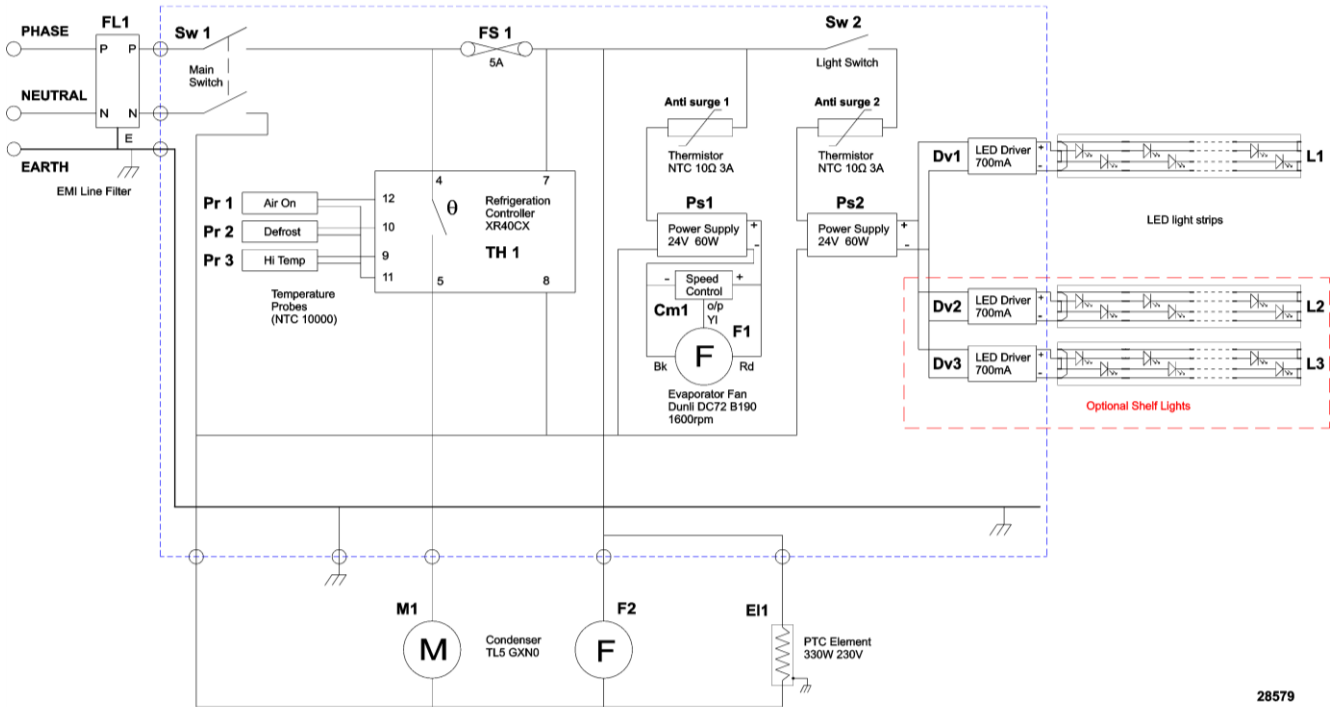 FL1
PHASE
P P
Sw 1
FS 1
5A
Sw 2
Light Switch
Main
Switch
NEUTRAL
N N
E
EARTH
EMI Line Filter
Anti surge 1
Thermistor
NTC 10Ω 3A
Anti surge 2
Thermistor
NTC 10Ω 3A
Dv1
LED Driver
700mA
+
-
L1
LED light strips
Pr 1
Air On
Pr 2
Defrost
Pr 3
Hi Temp
Temperature
Probes
(NTC 10000)
12
10
9
11
4
7
θ
Refrigeration
Controller
XR40CX
TH 1
5
8
Ps1
Power Supply
24V 60W
+
-
Ps2
Power Supply
24V 60W
+
-
- Speed +
Control
Cm1
o/p
Yl
F1
F
Bk
Rd
Evaporator Fan
Dunli DC72 B190
1600rpm
Dv2
LED Driver
700mA
+
-
L2
Dv3
LED Driver
700mA
+
-
L3
Optional Shelf Lights
M1
M
Condenser
TL5 GXN0
F2
F
El1
PTC Element
330W 230V
28579